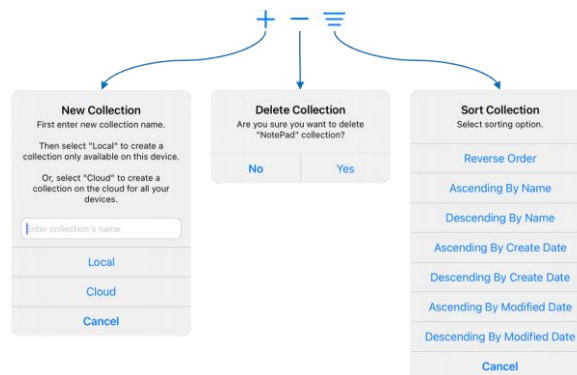 New Collection
First enter new collection name.
Then select "Local" to create a
collection only available on this device.
Or, select "Cloud" to create a
collection on the cloud for all your
devices.
Enter collection's name
Local
Cloud
Cancel
Delete Collection
Are you sure you want to delete
"NotePad" collection?
No
Yes
Sort Collection
Select sorting option.
Reverse Order
Ascending By Name
Descending By Name
Ascending By Create Date
Descending By Create Date
Ascending By Modified Date
Descending By Modified Date
Cancel